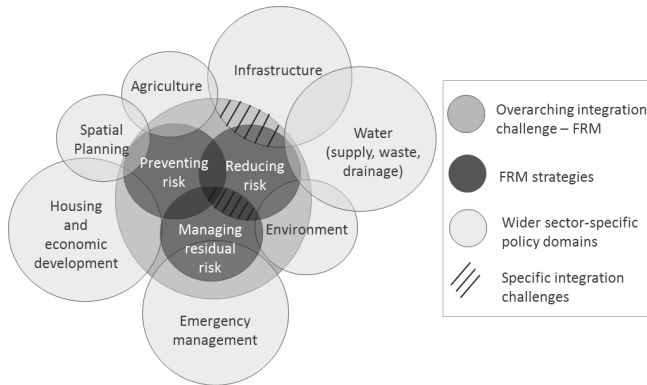 Infrastructure
Agriculture
Spatial
Planning
Water
(supply, waste,
drainage)
Preventing
risk
Reducing
risk
Housing
and
economic
development
Managing
residual
risk
Environment
Emergency
management
Overarching integration
challenge – FRM
FRM strategies
Wider sector-specific
policy domains
Specific integration
challenges